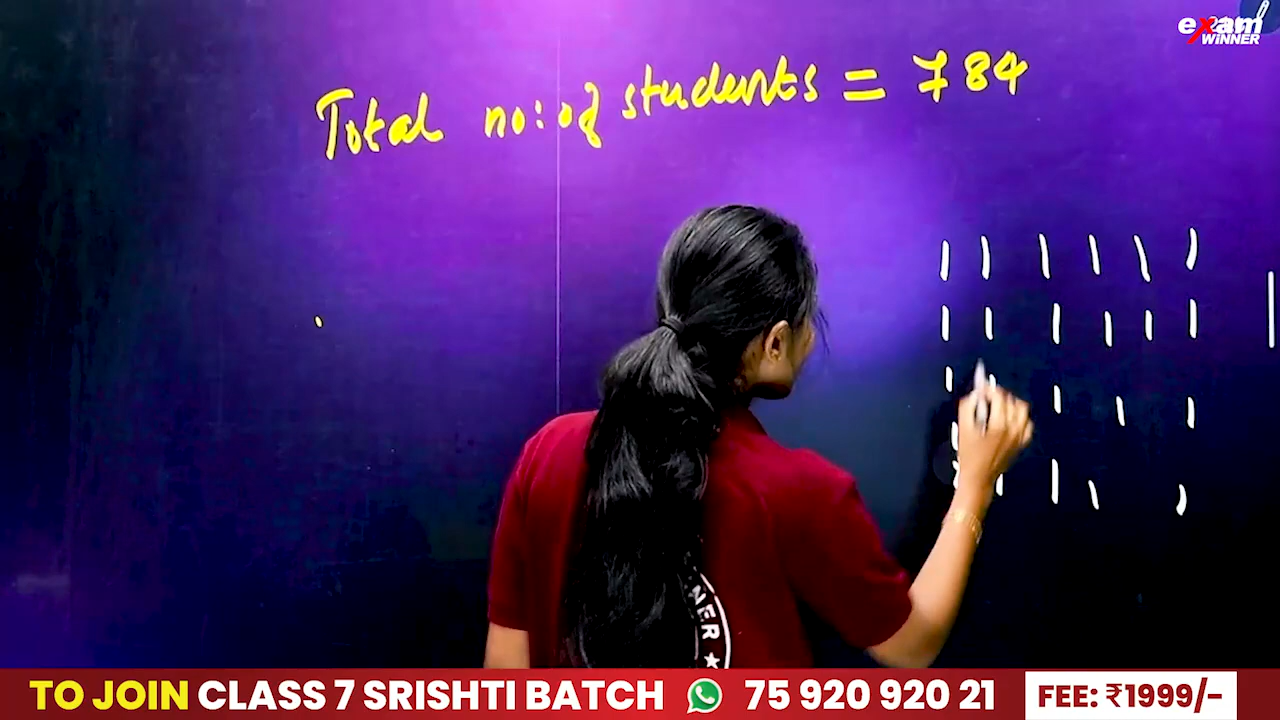 exam
WINNER
Total no: of students = 784
NER
TO JOIN CLASS 7 SRISHTI BATCH 75 920 920 21 FEE: ₹1999/-